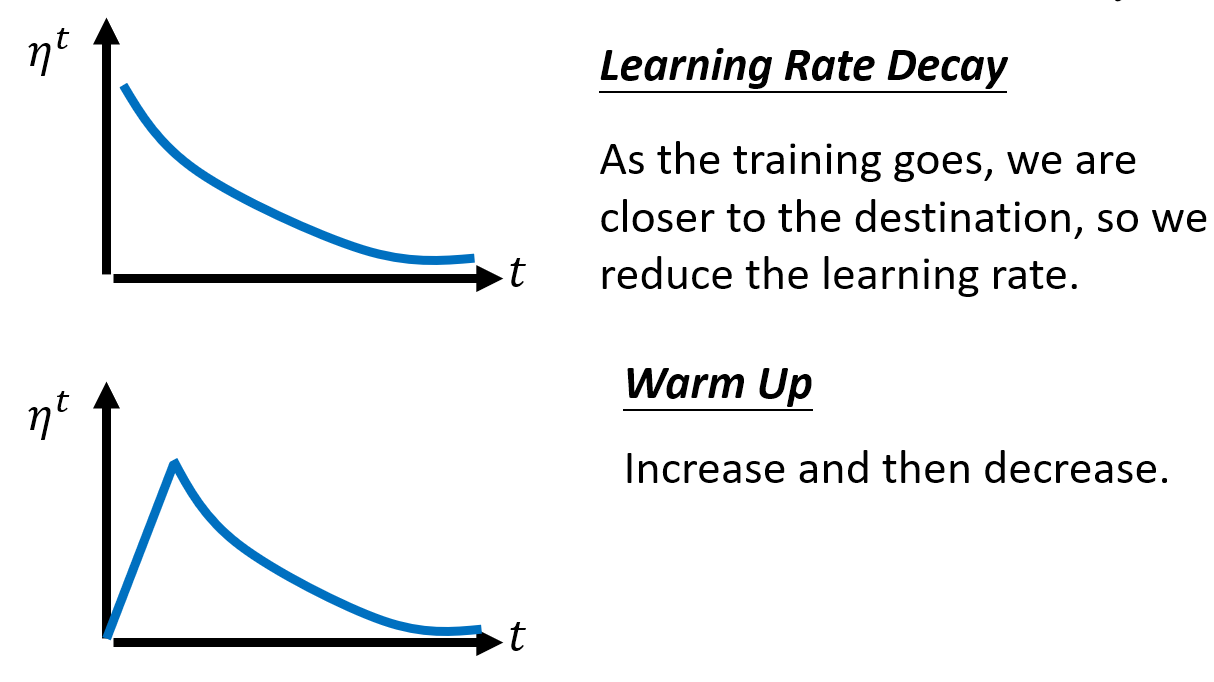 η^t
t
Learning Rate Decay
As the training goes, we are
closer to the destination, so we
reduce the learning rate.
η^t
t
Warm Up
Increase and then decrease.